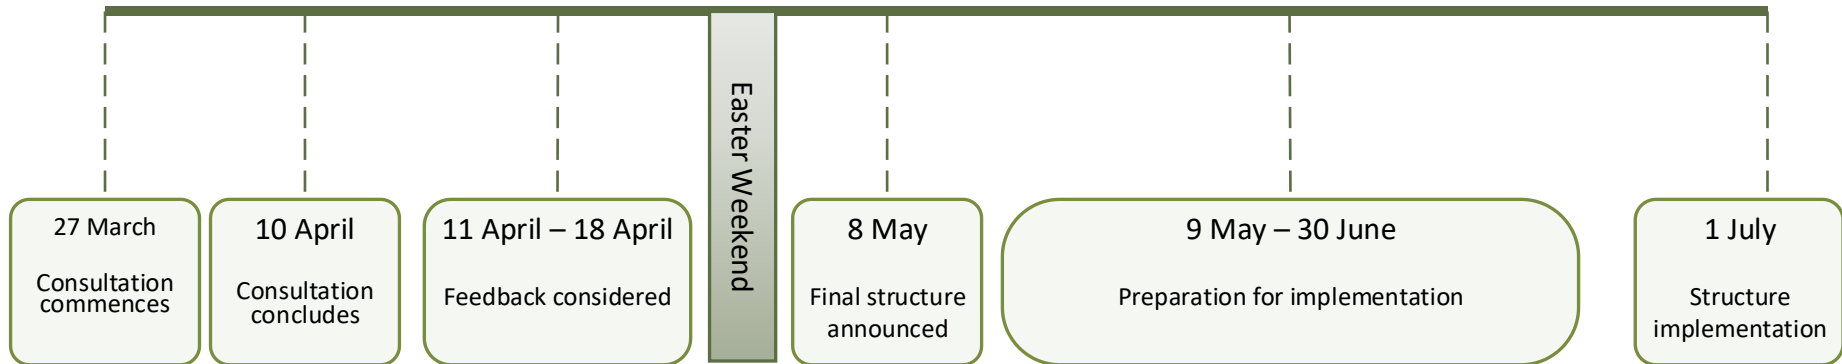 27 March
Consultation
commences
10 April
Consultation
concludes
11 April – 18 April
Feedback considered
Easter Weekend
8 May
Final structure
announced
9 May – 30 June
Preparation for implementation
1 July
Structure
implementation